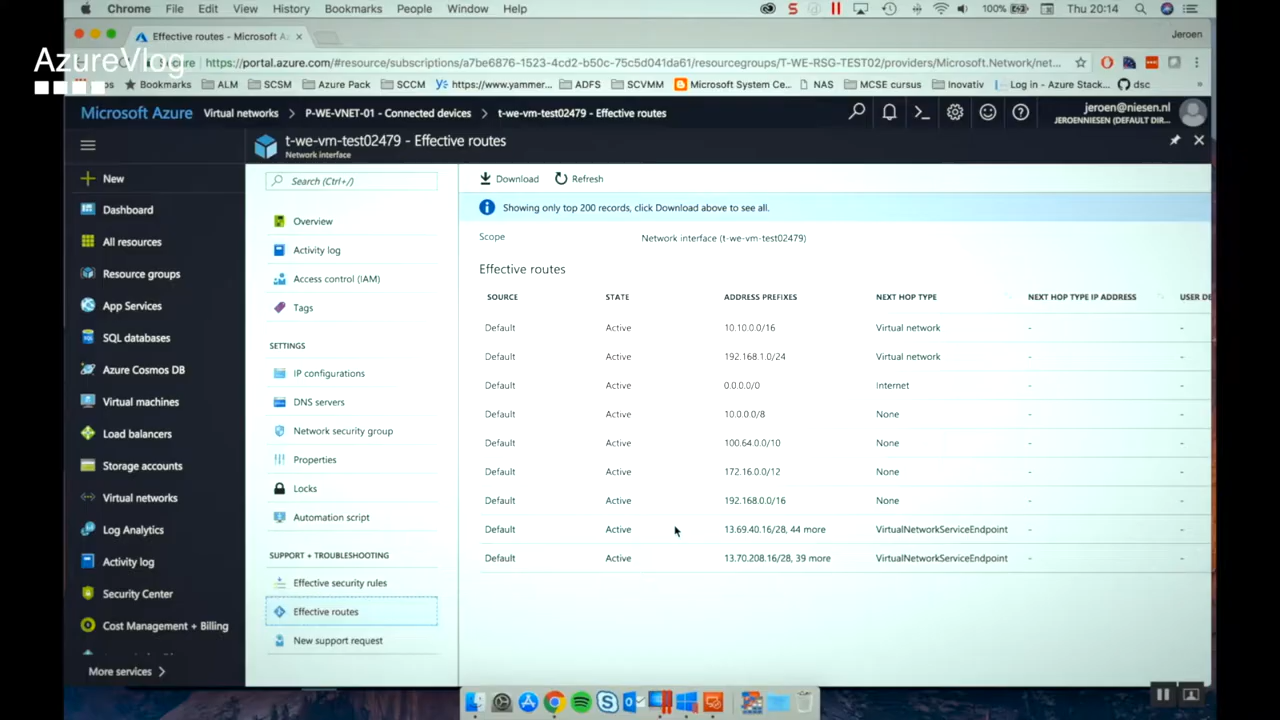 Chrome File Edit View History Bookmarks People Window Help 100% Thu 20:14
Effective routes - Microsoft A × Jeroen
AzureVlog
https://portal.azure.com/#resource/subscriptions/a7be6876-1523-4cd2-b50c-75c5d041da61/resourcegroups/T-WE-RSG-TEST02/providers/Microsoft.Network/net...
Bookmarks ALM SCSM Azure Pack SCCM https://www.yammer... ADFS SCVMM Microsoft System Ce... NAS MCSE cursus Inovativ Log in - Azure Stack... dsc
Microsoft Azure Virtual networks > P-WE-VNET-01 - Connected devices > t-we-vm-test02479 - Effective routes
jeroen@niesen.nl
JEROENNIESEN (DEFAULT DIR...
t-we-vm-test02479 - Effective routes
Network interface
New
Dashboard
All resources
Resource groups
App Services
SQL databases
Azure Cosmos DB
Virtual machines
Load balancers
Storage accounts
Virtual networks
Log Analytics
Activity log
Security Center
Cost Management + Billing
More services >
Search (Ctrl+/)
Overview
Activity log
Access control (IAM)
Tags
SETTINGS
IP configurations
DNS servers
Network security group
Properties
Locks
Automation script
SUPPORT + TROUBLESHOOTING
Effective security rules
Effective routes
New support request
Download Refresh
Showing only top 200 records, click Download above to see all.
Scope Network interface (t-we-vm-test02479)
Effective routes
SOURCE STATE ADDRESS PREFIXES NEXT HOP TYPE NEXT HOP TYPE IP ADDRESS USER DE
Default Active 10.10.0.0/16 Virtual network - -
Default Active 192.168.1.0/24 Virtual network - -
Default Active 0.0.0.0/0 Internet - -
Default Active 10.0.0.0/8 None - -
Default Active 100.64.0.0/10 None - -
Default Active 172.16.0.0/12 None - -
Default Active 192.168.0.0/16 None - -
Default Active 13.69.40.16/28, 44 more VirtualNetworkServiceEndpoint - -
Default Active 13.70.208.16/28, 39 more VirtualNetworkServiceEndpoint - -